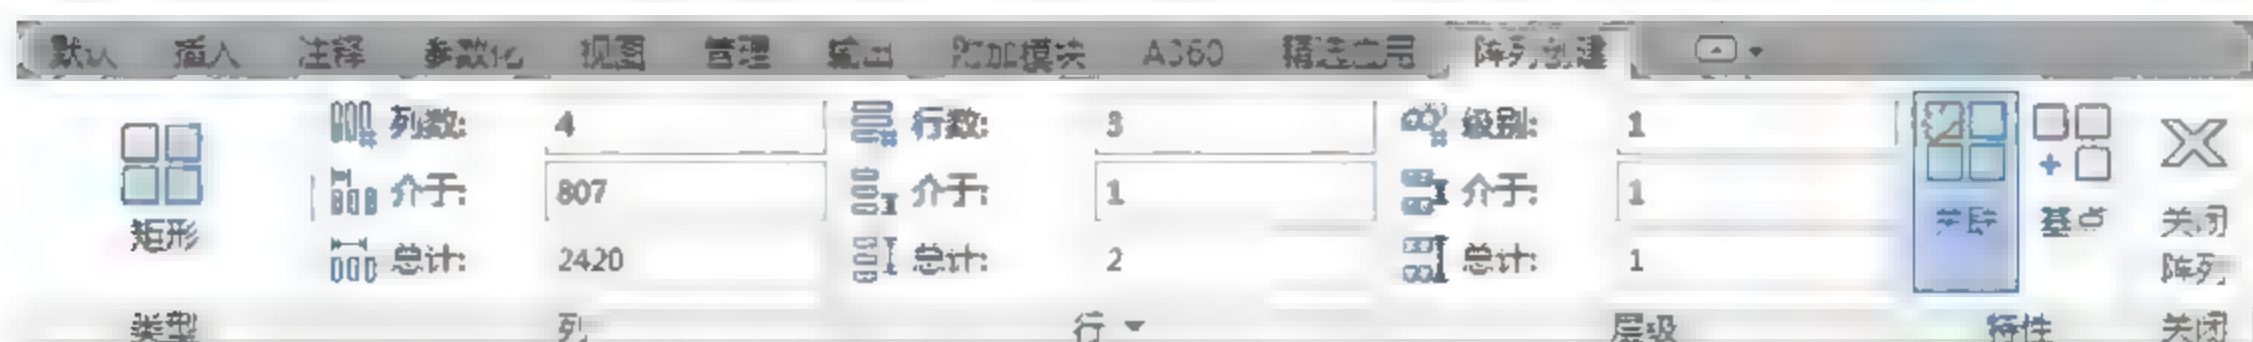 默认 插入 注释 参数化 视图 管理 输出 附加模块 A360 精选应用 阵列创建
列数: 4 行数: 3 级别: 1
介于: 807 介于: 1 介于: 1
矩形 关联 基点 关闭
总计: 2420 总计: 2 总计: 1 阵列
类型 列 行 层级 特性 关闭